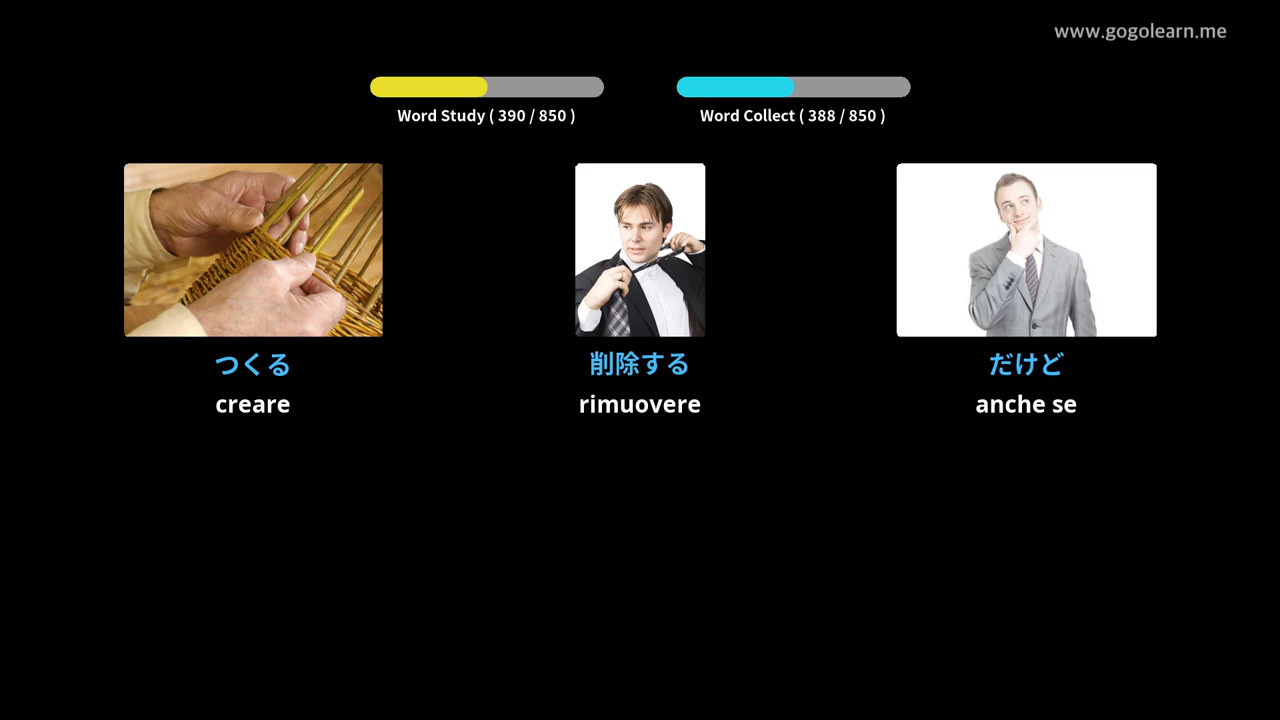 www.gogolearn.me
Word Study ( 390 / 850 )
Word Collect ( 388 / 850 )
つくる
削除する
だけど
creare
rimuovere
anche se